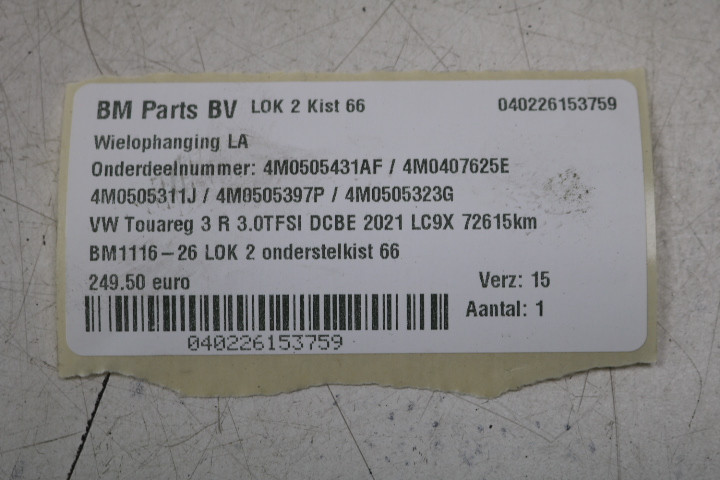 BM Parts BV LOK 2 Kist 66 040226153759
Wielophanging LA
Onderdeelnummer: 4M0505431AF / 4M0407625E
4M0505311J / 4M0505397P / 4M0505323G
VW Touareg 3 R 3.0TFSI DCBE 2021 LC9X 72615km
BM1116-26 LOK 2 onderstelkist 66
249.50 euro Verz: 15
Aantal: 1
040226153759